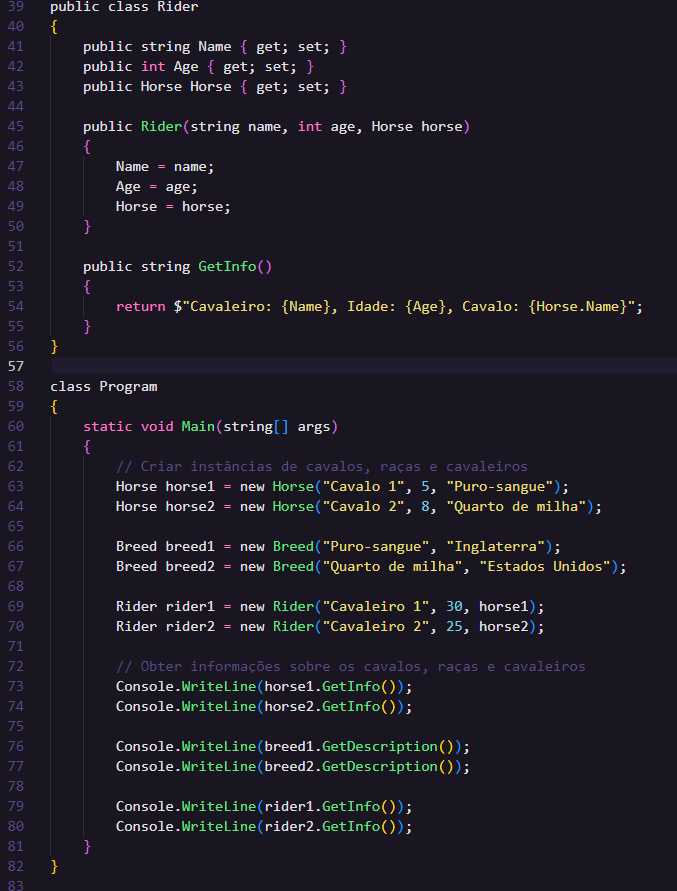 39 public class Rider
40 {
41     public string Name { get; set; }
42     public int Age { get; set; }
43     public Horse Horse { get; set; }
44
45     public Rider(string name, int age, Horse horse)
46     {
47         Name = name;
48         Age = age;
49         Horse = horse;
50     }
51
52     public string GetInfo()
53     {
54         return $"Cavaleiro: {Name}, Idade: {Age}, Cavalo: {Horse.Name}";
55     }
56 }
57
58 class Program
59 {
60     static void Main(string[] args)
61     {
62         // Criar instâncias de cavalos, raças e cavaleiros
63         Horse horse1 = new Horse("Cavalo 1", 5, "Puro-sangue");
64         Horse horse2 = new Horse("Cavalo 2", 8, "Quarto de milha");
65
66         Breed breed1 = new Breed("Puro-sangue", "Inglaterra");
67         Breed breed2 = new Breed("Quarto de milha", "Estados Unidos");
68
69         Rider rider1 = new Rider("Cavaleiro 1", 30, horse1);
70         Rider rider2 = new Rider("Cavaleiro 2", 25, horse2);
71
72         // Obter informações sobre os cavalos, raças e cavaleiros
73         Console.WriteLine(horse1.GetInfo());
74         Console.WriteLine(horse2.GetInfo());
75
76         Console.WriteLine(breed1.GetDescription());
77         Console.WriteLine(breed2.GetDescription());
78
79         Console.WriteLine(rider1.GetInfo());
80         Console.WriteLine(rider2.GetInfo());
81     }
82 }
83